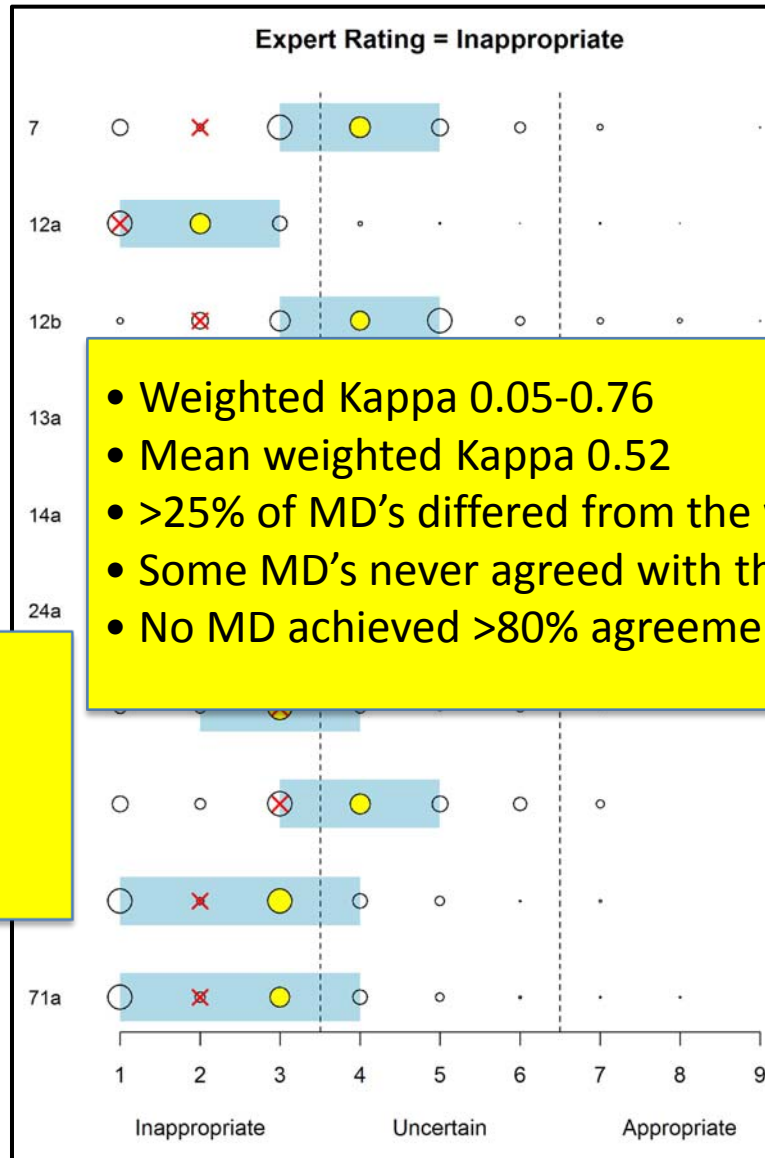 Expert Rating = Inappropriate
7
12a
12b
13a
14a
24a
• Weighted Kappa 0.05-0.76
• Mean weighted Kappa 0.52
• >25% of MD’s differed from the
• Some MD’s never agreed with
• No MD achieved >80%
71a
1 2 3 4 5 6 7 8 9
Inappropriate Uncertain Appropriate